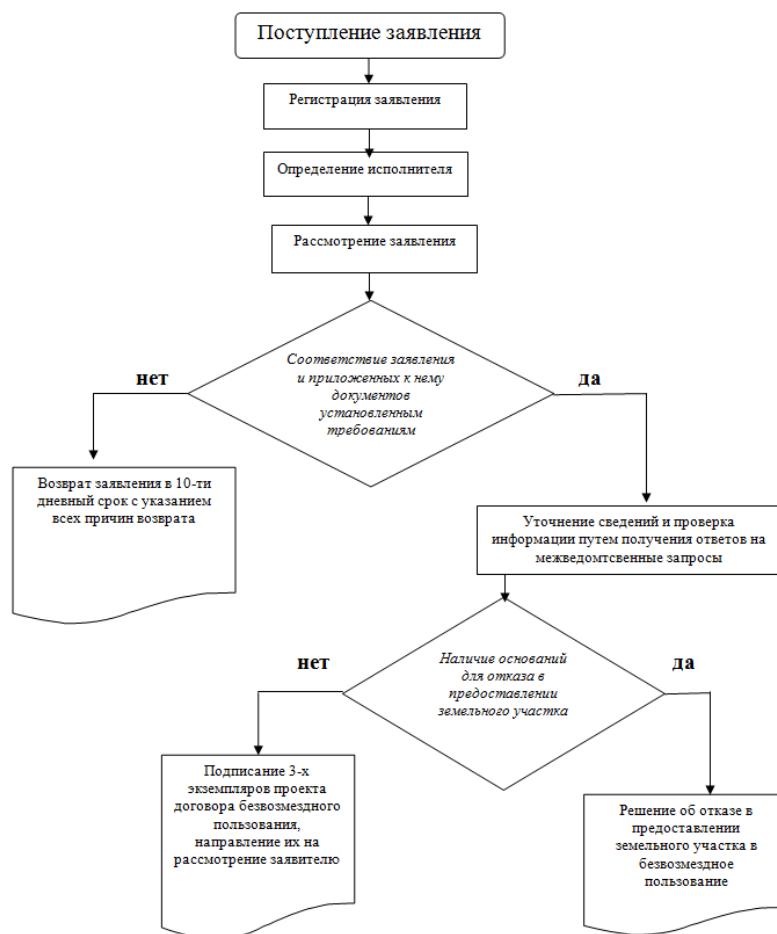 Поступление заявления
Регистрация заявления
Определение исполнителя
Рассмотрение заявления
Соответствие заявления
и приложенных к нему
документов
установленным
требованиям
нет
да
Возврат заявления в 10-ти
дневный срок с указанием
всех причин возврата
Уточнение сведений и проверка
информации путем получения ответов на
межведомтсвенные запросы
Наличие оснований
для отказа в
предоставлении
земельного участка
нет
да
Подписание 3-х
экземпляров проекта
договора безвозмездного
пользования,
направление их на
рассмотрение заявителю
Решение об отказе в
предоставлении
земельного участка в
безвозмездное
пользование